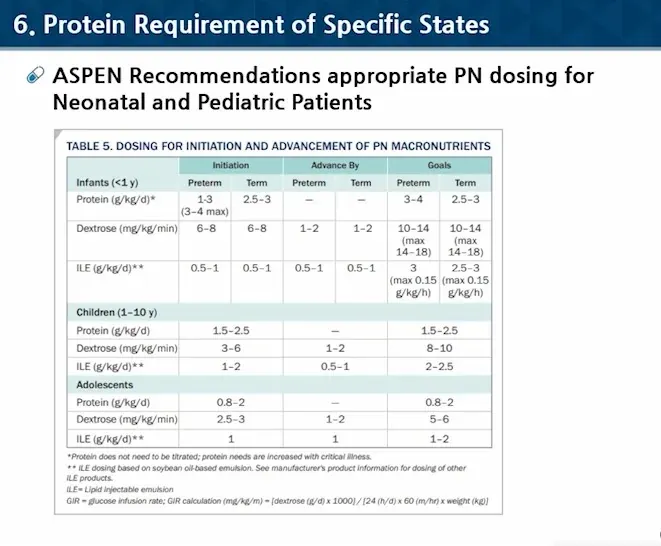 6. Protein Requirement of Specific States
ASPEN Recommendations appropriate PN dosing for
Neonatal and Pediatric Patients
TABLE 5. DOSING FOR INITIATION AND ADVANCEMENT OF PN MACRONUTRIENTS
Initiation Advance By Goals
Infants (<1 y) Preterm Term Preterm Term Preterm Term
Protein (g/kg/d)* 1-3 2.5–3 — — 3–4 2.5–3
(3–4 max)
Dextrose (mg/kg/min) 6–8 6–8 1–2 1–2 10–14 10–14
(max (max
14–18) 14–18)
ILE (g/kg/d)** 0.5–1 0.5–1 0.5–1 0.5–1 3 2.5–3
(max 0.15 (max 0.15
g/kg/h) g/kg/h)
Children (1–10 y)
Protein (g/kg/d) 1.5–2.5 — 1.5–2.5
Dextrose (mg/kg/min) 3–6 1–2 8–10
ILE (g/kg/d)** 1–2 0.5–1 2–2.5
Adolescents
Protein (g/kg/d) 0.8–2 — 0.8–2
Dextrose (mg/kg/min) 2.5–3 1–2 5–6
ILE (g/kg/d)** 1 1 1–2
*Protein does not need to be titrated; protein needs are increased with critical illness.
** ILE dosing based on soybean oil-based emulsion. See manufacturer's product information for dosing of other
ILE products.
ILE= Lipid injectable emulsion
GIR = glucose infusion rate; GIR calculation (mg/kg/m) = [dextrose (g/d) x 1000] / [24 (h/d) x 60 (m/hr) x weight (kg)]